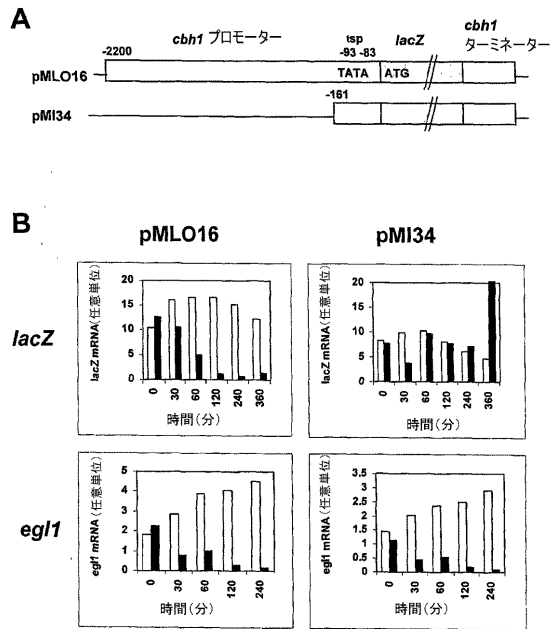 A
cbh1 プロモーター
tsp
lacZ
cbh1
ターミネーター
-2200
-93 -83
pMLO16
TATA
ATG
-161
pMI34
B
pMLO16
pMI34
lacZ
lacZ mRNA(任意単位)
20
15
10
5
0
0
30
60
120
240
360
時間(分)
lacZ mRNA(任意単位)
20
15
10
5
0
0
30
60
120
240
360
時間(分)
egl1
egl1 mRNA(任意単位)
5
4
3
2
1
0
0
30
60
120
240
時間(分)
egl1 mRNA(任意単位)
3.5
3
2.5
2
1.5
1
0.5
0
0
30
60
120
240
時間(分)